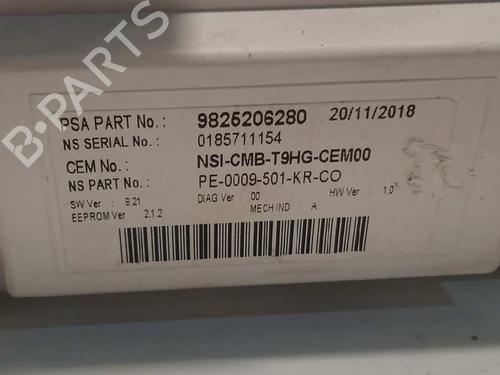 B-PARTS
PSA PART No.: 9825206280 20/11/2018
NS SERIAL No.: 0185711154
CEM No.: NSI-CMB-T9HG-CEM00
NS PART No.: PE-0009-501-KR-CO
SW Ver : 8.21 DIAG Ver : 00 HW Ver : 1.0
EEPROM Ver : 2.1.2 MECH IND : A